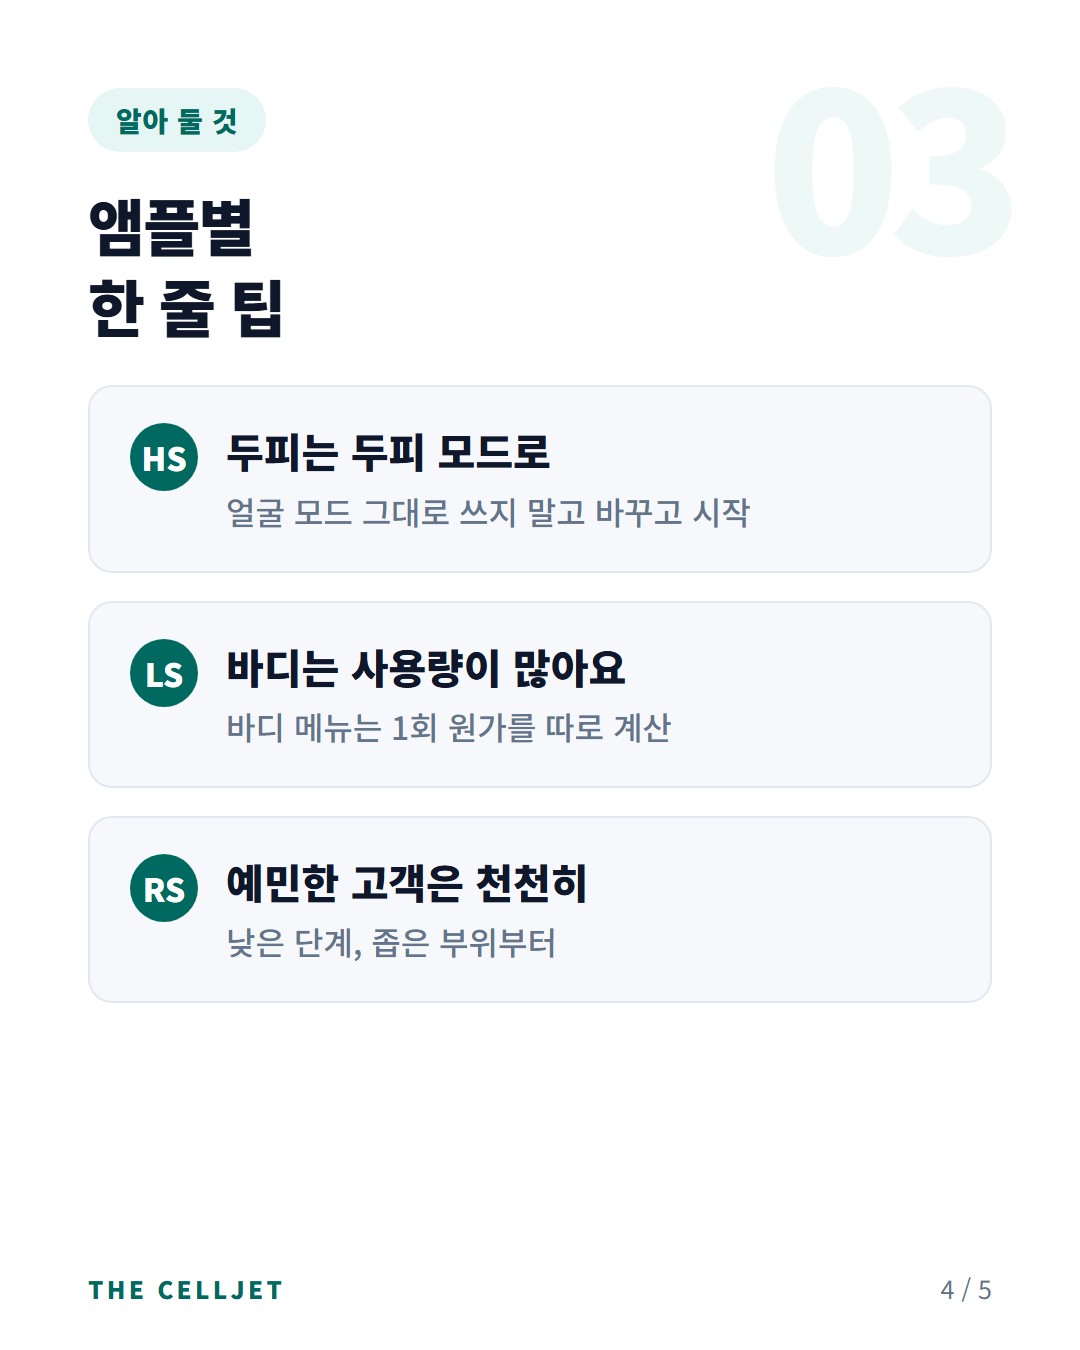 알아 둘 것
03
앰플별
한 줄 팁
HS
두피는 두피 모드로
얼굴 모드 그대로 쓰지 말고 바꾸고 시작
LS
바디는 사용량이 많아요
바디 메뉴는 1회 원가를 따로 계산
RS
예민한 고객은 천천히
낮은 단계, 좁은 부위부터
THE CELLJET
4 / 5